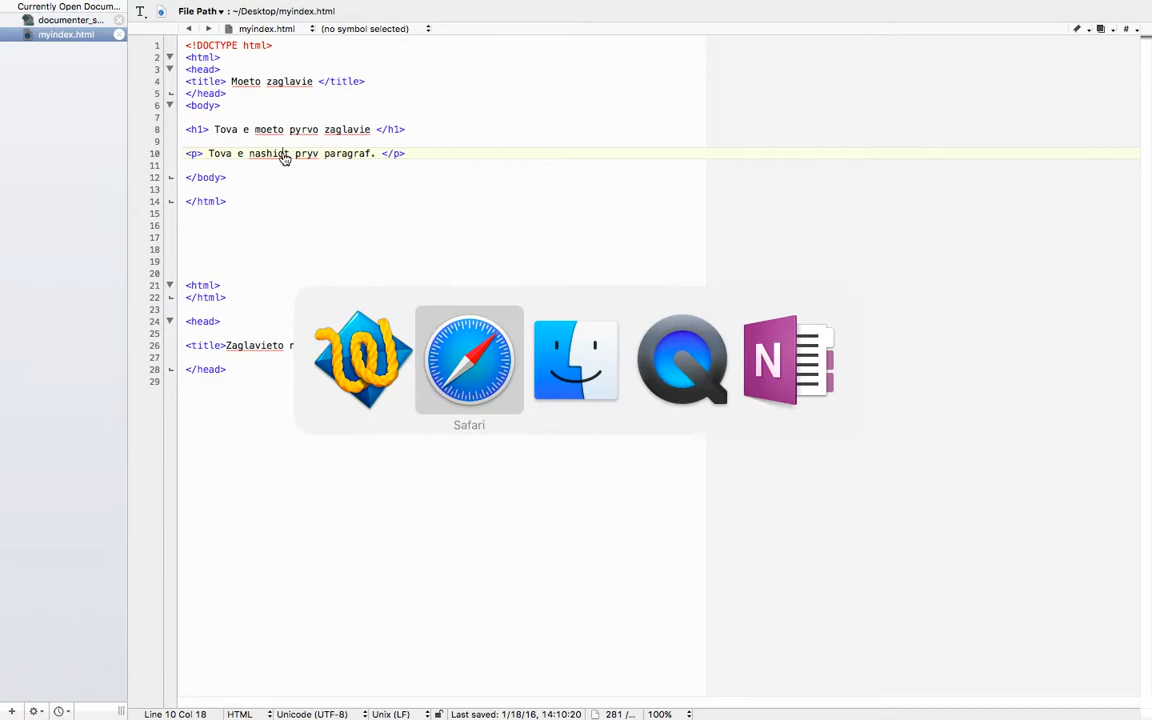 Currently Open Docum...
documenter_s...
myindex.html
File Path ▾ : ~/Desktop/myindex.html
myindex.html (no symbol selected) #
1 <!DOCTYPE html>
2 <html>
3 <head>
4 <title> Moeto zaglavie </title>
5 </head>
6 <body>
7
8 <h1> Tova e moeto pyrvo zaglavie </h1>
9
10 <p> Tova e nashiqt pryv paragraf. </p>
11
12 </body>
13
14 </html>
15
16
17
18
19
20
21 <html>
22 </html>
23
24 <head>
25
26 <title>Zaglavieto
27
28 </head>
29
N
Safari
Line 10 Col 18 HTML Unicode (UTF-8) Unix (LF) Last saved: 1/18/16, 14:10:20 281 /... 100%